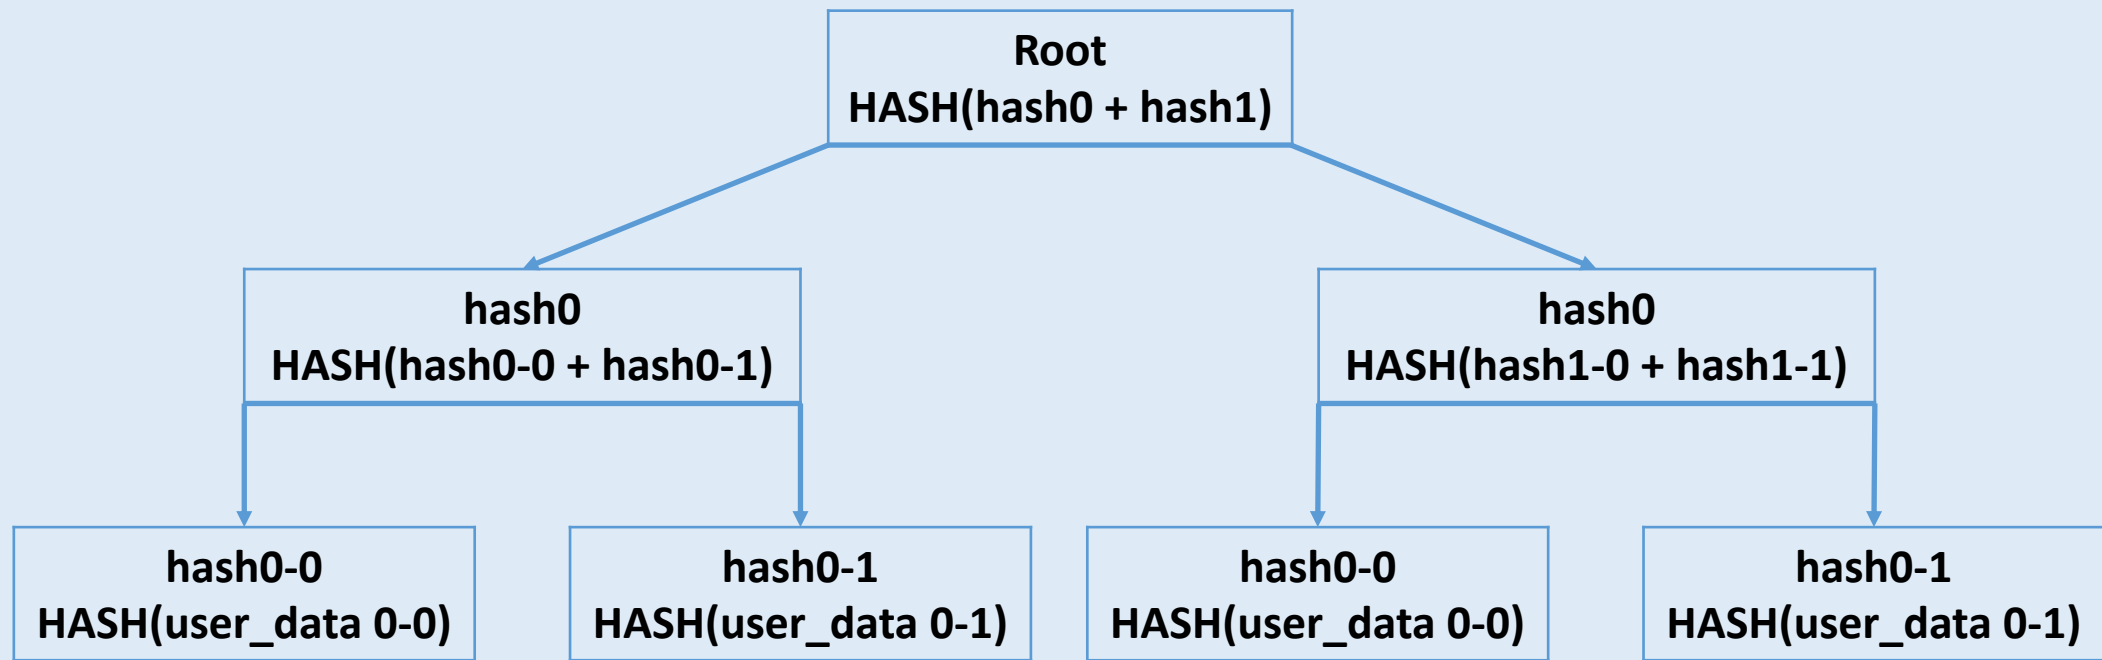 Root
HASH(hash0 + hash1)
hash0
HASH(hash0-0 + hash0-1)
hash0
HASH(hash1-0 + hash1-1)
hash0-0
HASH(user_data 0-0)
hash0-1
HASH(user_data 0-1)
hash0-0
HASH(user_data 0-0)
hash0-1
HASH(user_data 0-1)